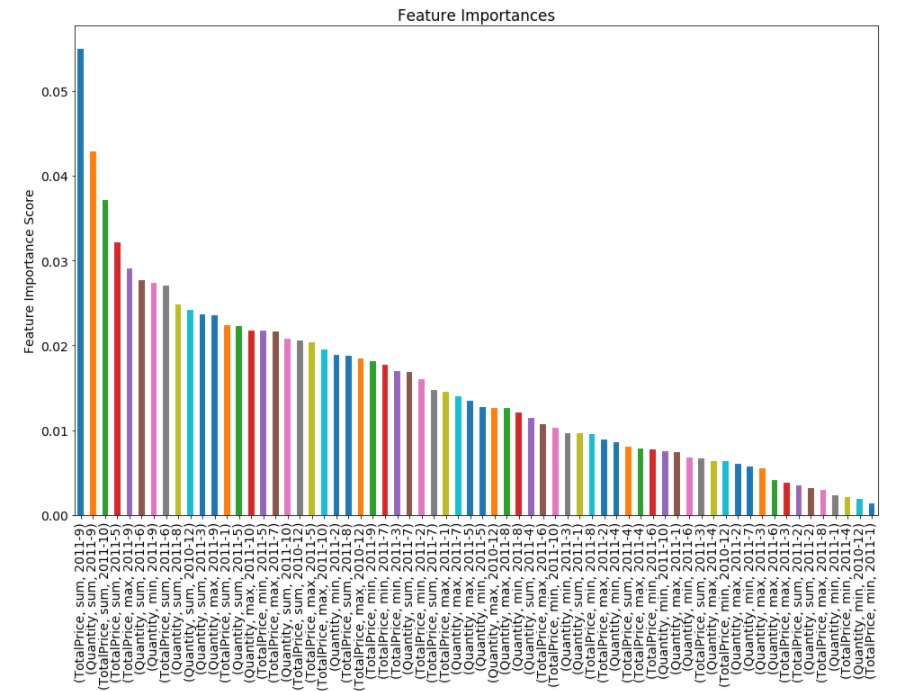 Feature Importances
Feature Importance Score
0.05
0.04
0.03
0.02
0.01
0.00
(TotalPrice, sum, 2011-9)
(Quantity, sum, 2011-9)
(TotalPrice, sum, 2011-10)
(TotalPrice, sum, 2011-5)
(TotalPrice, max, 2011-9)
(Quantity, sum, 2011-6)
(Quantity, min, 2011-9)
(TotalPrice, sum, 2011-6)
(Quantity, sum, 2011-8)
(Quantity, sum, 2010-12)
(Quantity, sum, 2011-3)
(Quantity, max, 2011-9)
(TotalPrice, sum, 2011-1)
(Quantity, sum, 2011-5)
(Quantity, max, 2011-10)
(TotalPrice, min, 2011-5)
(TotalPrice, min, 2011-7)
(Quantity, sum, 2011-10)
(TotalPrice, sum, 2010-12)
(TotalPrice, max, 2011-5)
(TotalPrice, max, 2011-10)
(Quantity, min, 2011-2)
(TotalPrice, sum, 2011-8)
(TotalPrice, max, 2010-12)
(TotalPrice, min, 2011-9)
(TotalPrice, max, 2011-7)
(TotalPrice, max, 2011-3)
(Quantity, sum, 2011-7)
(TotalPrice, min, 2011-2)
(TotalPrice, sum, 2011-7)
(Quantity, max, 2011-1)
(Quantity, max, 2011-7)
(Quantity, max, 2011-5)
(Quantity, min, 2011-5)
(Quantity, max, 2010-12)
(Quantity, max, 2011-8)
(Quantity, min, 2011-8)
(Quantity, sum, 2011-4)
(TotalPrice, max, 2011-6)
(TotalPrice, min, 2011-10)
(Quantity, min, 2011-3)
(Quantity, sum, 2011-1)
(TotalPrice, min, 2011-8)
(TotalPrice, max, 2011-2)
(Quantity, min, 2011-4)
(TotalPrice, max, 2011-4)
(TotalPrice, sum, 2011-4)
(TotalPrice, min, 2011-6)
(Quantity, min, 2011-10)
(TotalPrice, max, 2011-1)
(Quantity, min, 2011-6)
(TotalPrice, sum, 2011-3)
(Quantity, max, 2011-4)
(TotalPrice, min, 2010-12)
(Quantity, max, 2011-2)
(Quantity, min, 2011-7)
(Quantity, max, 2011-3)
(Quantity, max, 2011-6)
(TotalPrice, min, 2011-3)
(TotalPrice, sum, 2011-2)
(Quantity, sum, 2011-2)
(TotalPrice, max, 2011-8)
(Quantity, min, 2011-1)
(TotalPrice, min, 2011-4)
(Quantity, min, 2010-12)
(TotalPrice, min, 2011-1)